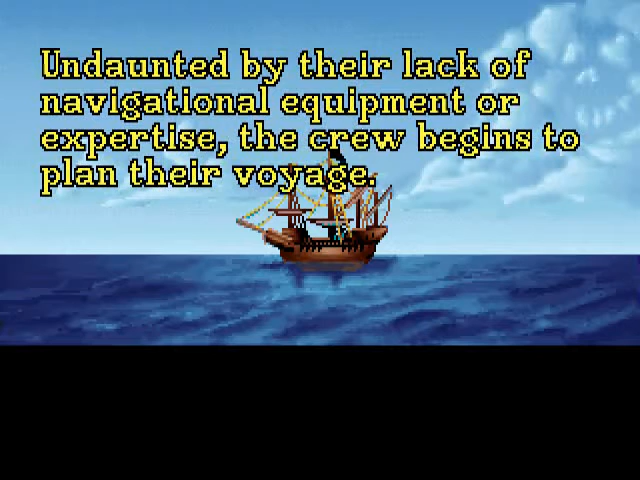 Undaunted by their lack of
navigational equipment or
expertise, the crew begins to
plan their voyage.